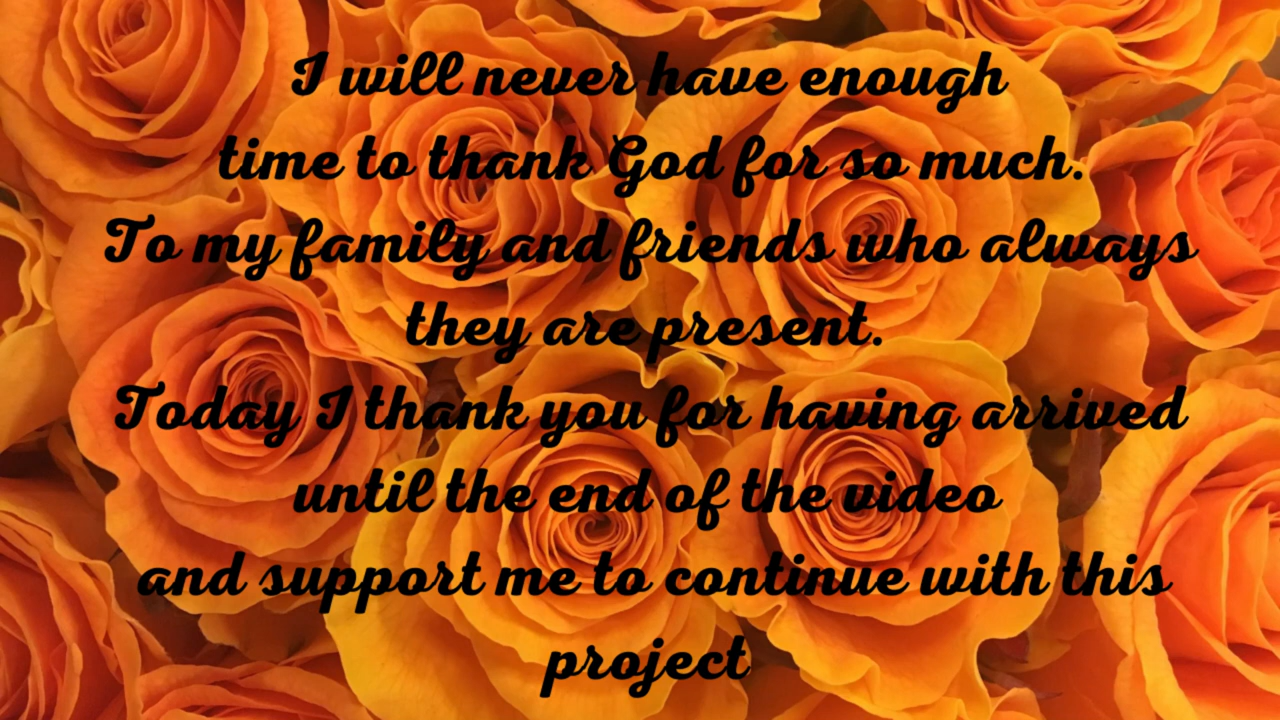 I will never have enough
time to thank God for so much.
To my family and friends who always
they are present.
Today I thank you for having arrived
until the end of the video
and support me to continue with this
project